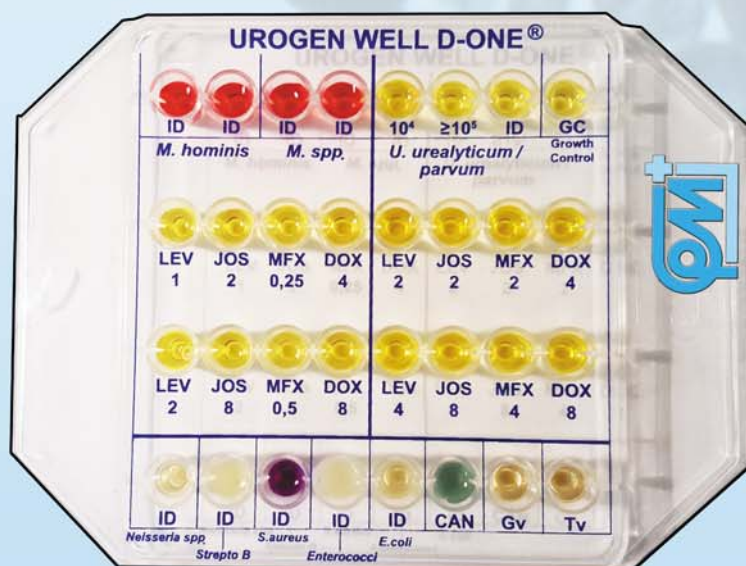 UROGEN WELL D-ONE®
ID ID ID ID 10⁴ ≥10⁵ ID GC
M. hominis M. spp. U. urealyticum / parvum Growth Control
LEV JOS MFX DOX LEV JOS MFX DOX
1 2 0,25 4 2 2 2 4
LEV JOS MFX DOX LEV JOS MFX DOX
2 8 0,5 8 4 8 4 8
ID ID ID ID ID CAN Gv Tv
Neisseria spp S.aureus E.coli
Strepto B Enterococci